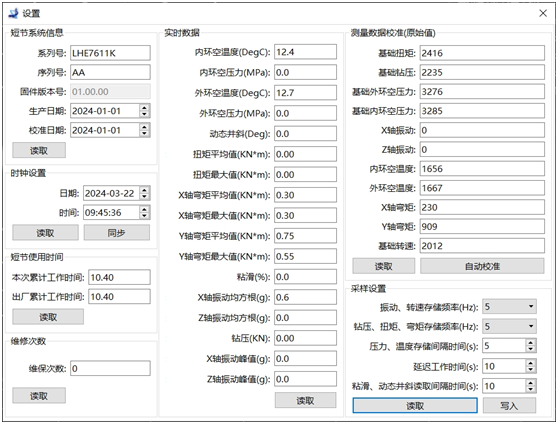 设置
短节系统信息
系列号: LHE7611K
序列号: AA
固件版本号: 01.00.00
生产日期: 2024-01-01
校准日期: 2024-01-01
读取
时钟设置
日期: 2024-03-22
时间: 09:45:36
读取 同步
短节使用时间
本次累计工作时间: 10.40
出厂累计工作时间: 10.40
读取
维修次数
维保次数: 0
读取
实时数据
内环空温度(DegC): 12.4
内环空压力(MPa): 0.0
外环空温度(DegC): 12.7
外环空压力(MPa): 0.0
动态井斜(Deg): 0.0
扭矩平均值(KN*m): 0.00
扭矩最大值(KN*m): 0.00
X轴弯矩平均值(KN*m): 0.30
X轴弯矩最大值(KN*m): 0.30
Y轴弯矩平均值(KN*m): 0.75
Y轴弯矩最大值(KN*m): 0.55
粘滑(%): 0.0
X轴振动均方根(g): 0.6
Z轴振动均方根(g): 0.0
钻压(KN): 0.00
X轴振动峰值(g): 0.0
Z轴振动峰值(g): 0.0
读取
测量数据校准(原始值)
基础扭矩: 2416
基础钻压: 2235
基础外环空压力: 3276
基础内环空压力: 3285
X轴振动: 0
Z轴振动: 0
内环空温度: 1656
外环空温度: 1667
X轴弯矩: 230
Y轴弯矩: 909
基础转速: 2012
读取 自动校准
采样设置
振动、转速存储频率(Hz): 5
钻压、扭矩、弯矩存储频率(Hz): 5
压力、温度存储间隔时间(s): 5
延迟工作时间(s): 10
粘滑、动态井斜读取间隔时间(s): 10
读取 写入